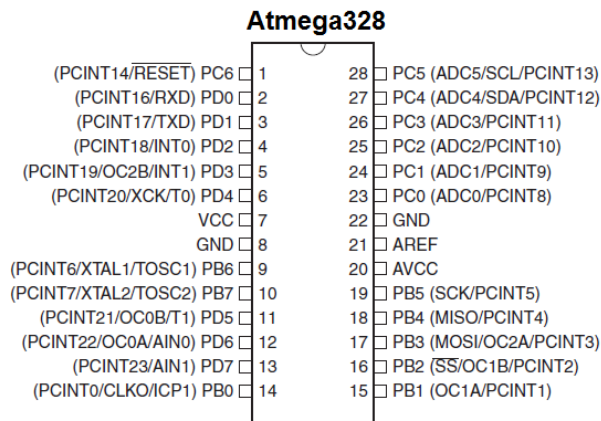 Atmega328
(PCINT14/RESET) PC6 1 28 PC5 (ADC5/SCL/PCINT13)
(PCINT16/RXD) PD0 2 27 PC4 (ADC4/SDA/PCINT12)
(PCINT17/TXD) PD1 3 26 PC3 (ADC3/PCINT11)
(PCINT18/INT0) PD2 4 25 PC2 (ADC2/PCINT10)
(PCINT19/OC2B/INT1) PD3 5 24 PC1 (ADC1/PCINT9)
(PCINT20/XCK/T0) PD4 6 23 PC0 (ADC0/PCINT8)
VCC 7 22 GND
GND 8 21 AREF
(PCINT6/XTAL1/TOSC1) PB6 9 20 AVCC
(PCINT7/XTAL2/TOSC2) PB7 10 19 PB5 (SCK/PCINT5)
(PCINT21/OC0B/T1) PD5 11 18 PB4 (MISO/PCINT4)
(PCINT22/OC0A/AIN0) PD6 12 17 PB3 (MOSI/OC2A/PCINT3)
(PCINT23/AIN1) PD7 13 16 PB2 (SS/OC1B/PCINT2)
(PCINT0/CLKO/ICP1) PB0 14 15 PB1 (OC1A/PCINT1)